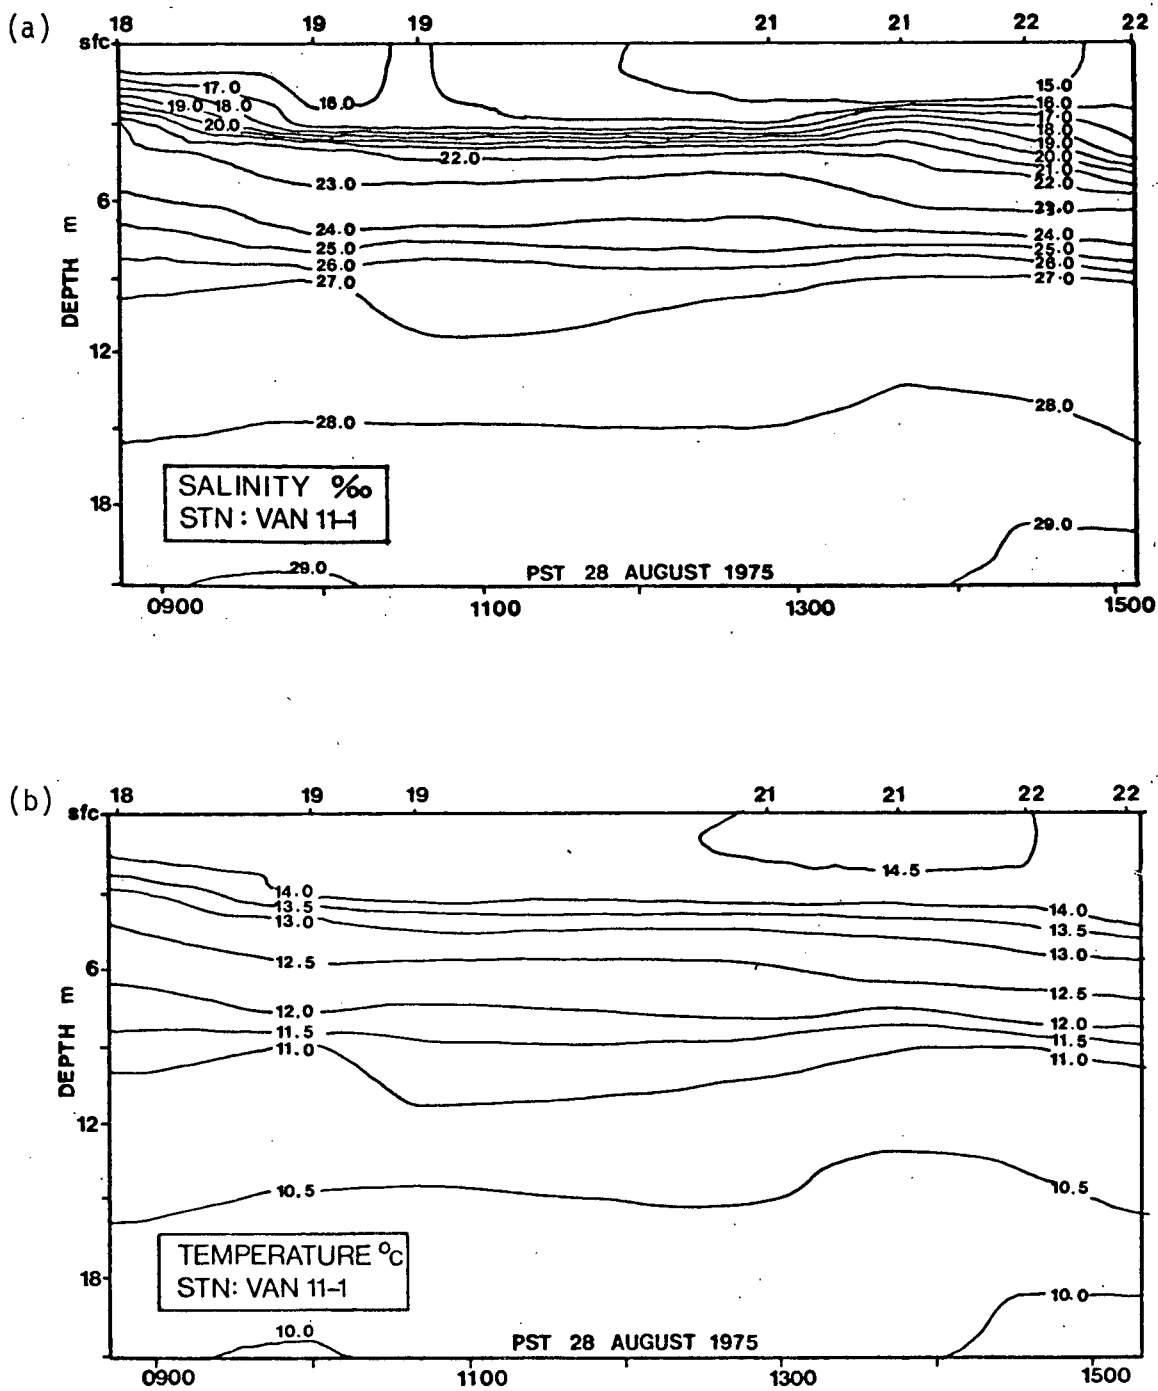 (a)
18 19 19 21 21 22 22
sfc
15.0
17.0 16.0 16.0
19.0 18.0 17.0
20.0 18.0
19.0
22.0 20.0
21.0
23.0 22.0
6
24.0 24.0
25.0 25.0
26.0 26.0
27.0 27.0
DEPTH m
12
28.0 28.0
SALINITY ‰
STN: VAN 11-1
18
29.0
29.0
PST 28 AUGUST 1975
0900 1100 1300 1500
(b)
18 19 19 21 21 22 22
sfc
14.5
14.0 14.0
13.5 13.5
13.0 13.0
12.5
6
12.5
12.0 12.0
11.5 11.5
11.0 11.0
DEPTH m
12
10.5 10.5
TEMPERATURE °C
STN: VAN 11-1
18
10.0
10.0
PST 28 AUGUST 1975
0900 1100 1300 1500